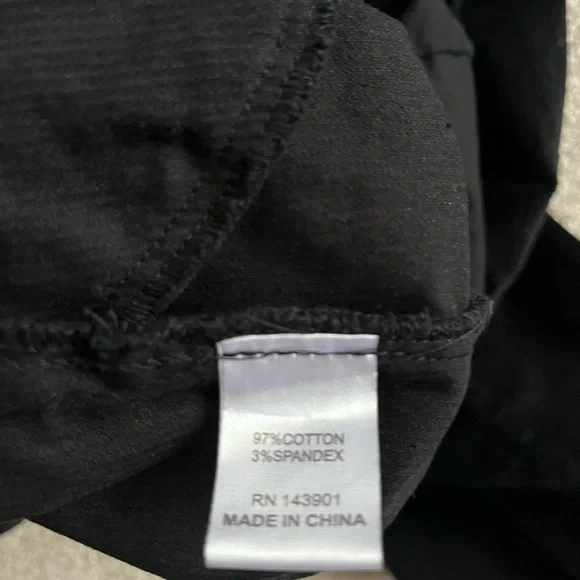 97%COTTON
3%SPANDEX
RN 143901
MADE IN CHINA